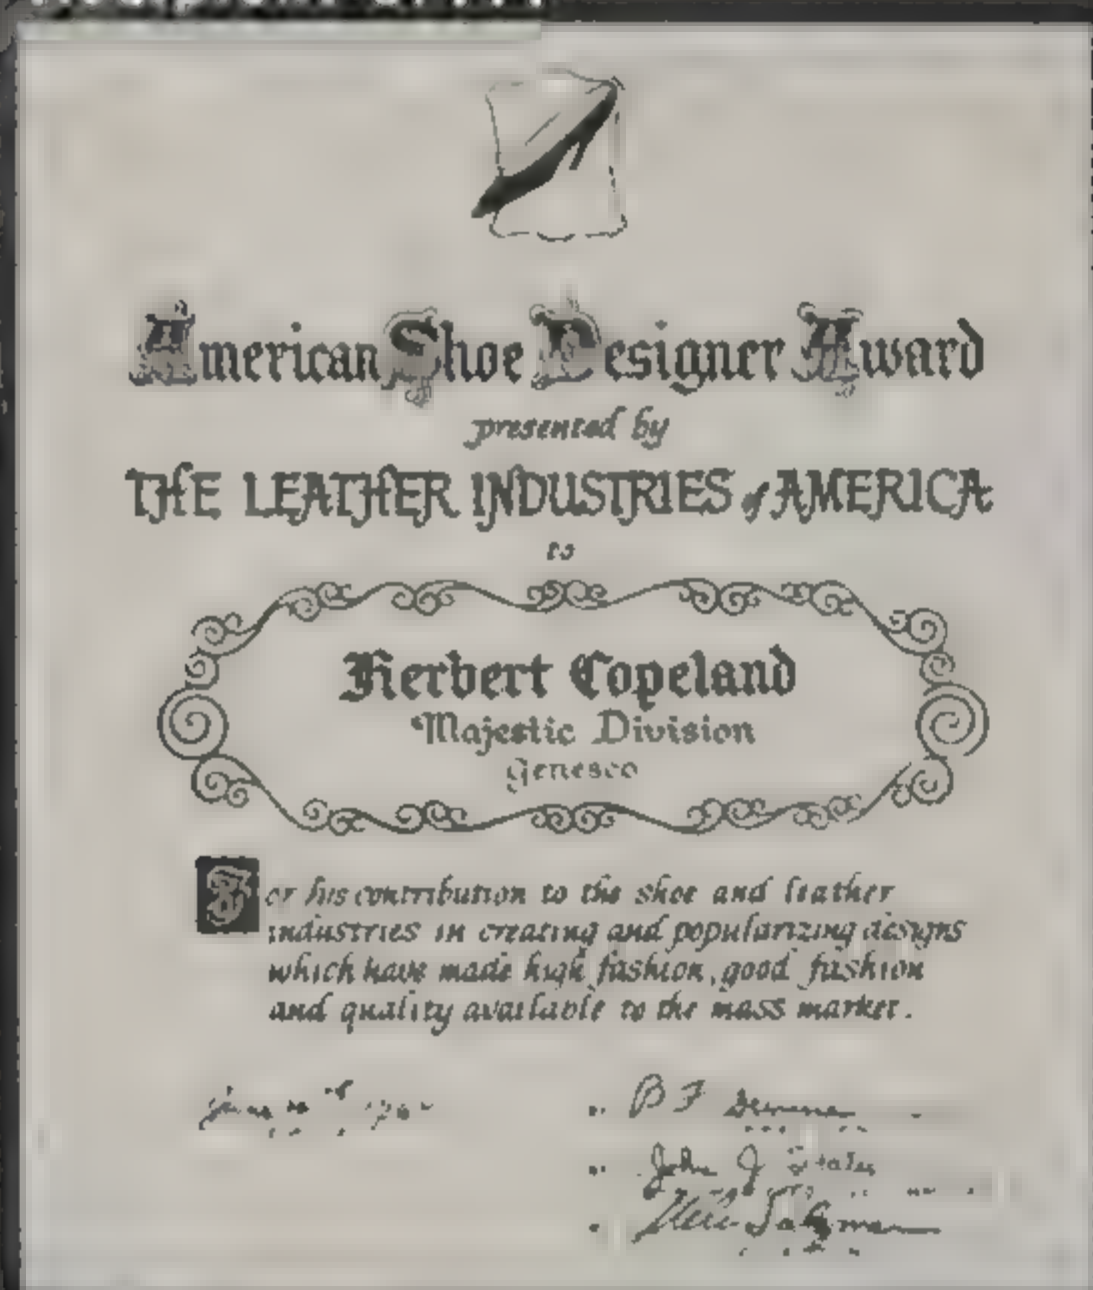 American Shoe Designer Award
presented by
THE LEATHER INDUSTRIES of AMERICA
to
Herbert Copeland
Majestic Division
Genesco
For his contribution to the shoe and leather
industries in creating and popularizing designs
which have made high fashion, good fashion
and quality available to the mass market.
B F
John J